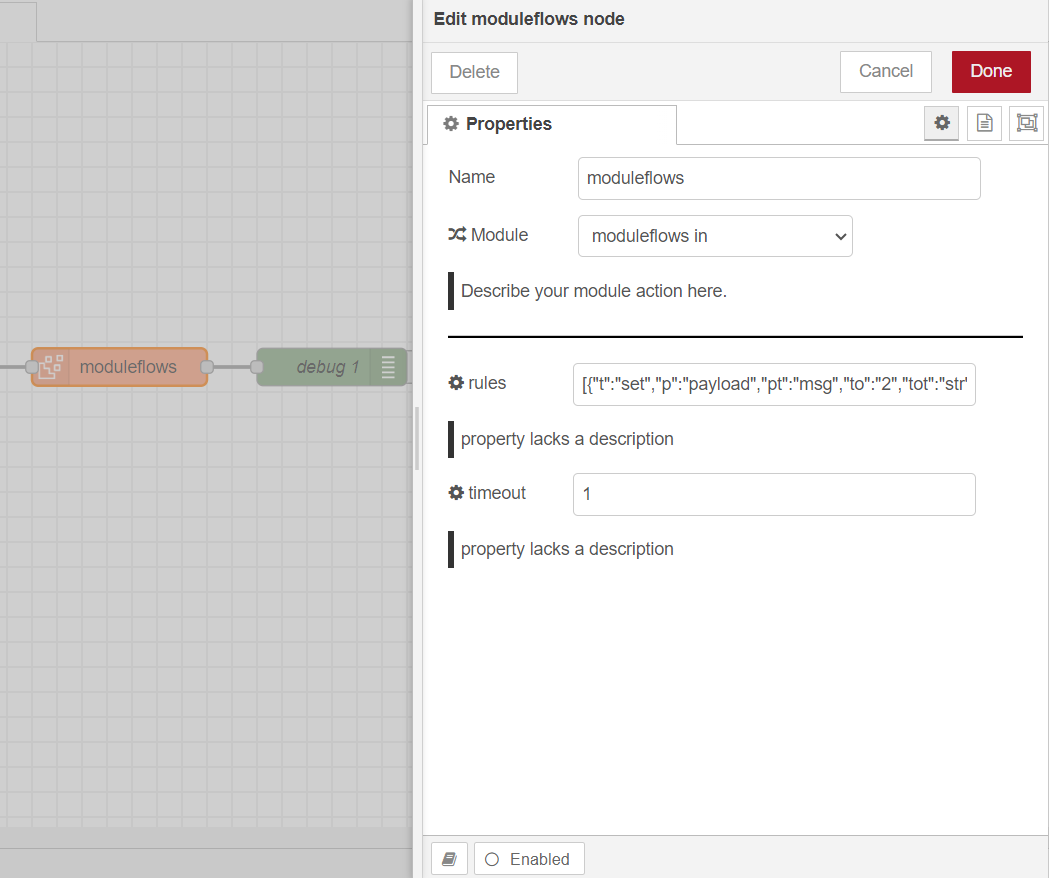 Edit moduleflows node
Delete
Cancel
Done
Properties
Name
moduleflows
Module
moduleflows in
Describe your module action here.
moduleflows
debug 1
rules
[{"t":"set","p":"payload","pt":"msg","to":"2","tot":"str"
property lacks a description
timeout
1
property lacks a description
Enabled